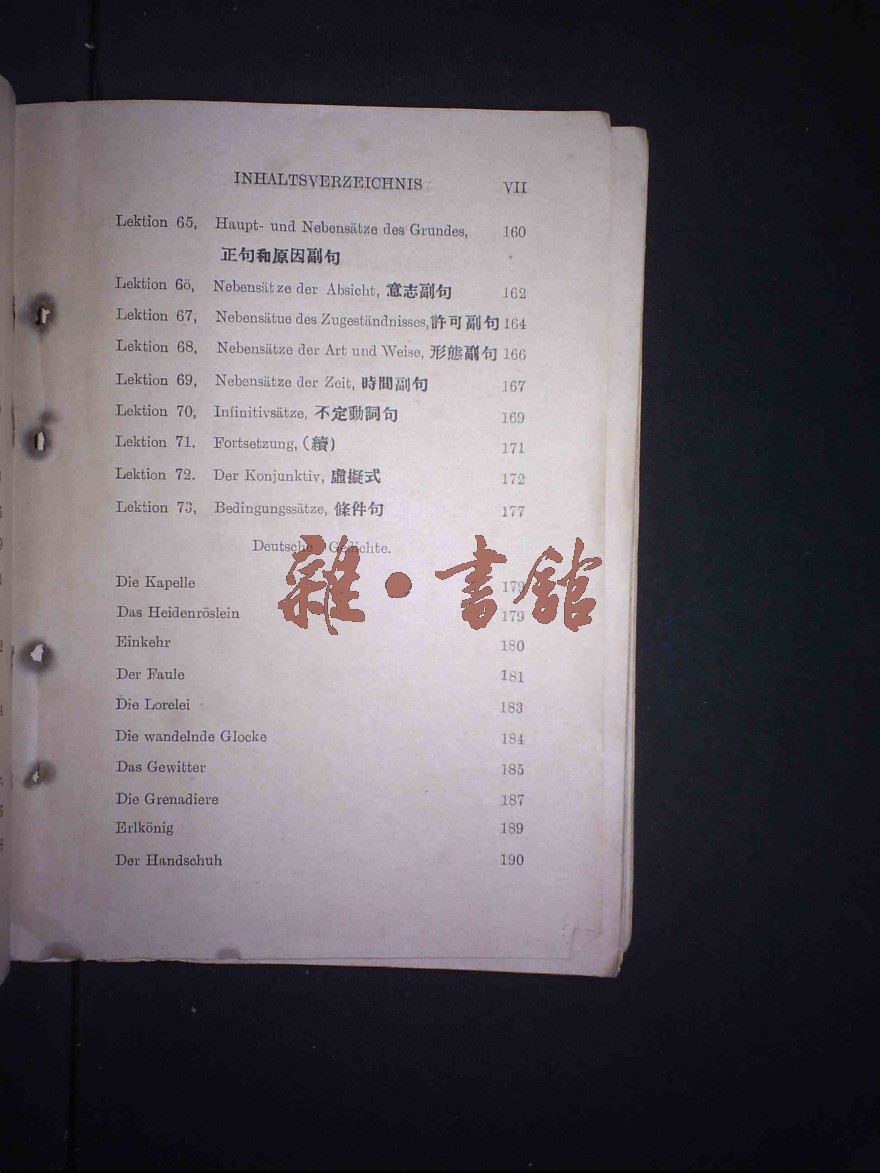 INHALTSVERZEICHNIS VII
Lektion 65, Haupt- und Nebensätze des Grundes, 160
正句和原因副句
Lektion 6ö, Nebensätze der Absicht, 意志副句 162
Lektion 67, Nebensätue des Zugeständnisses, 許可副句 164
Lektion 68, Nebensätze der Art und Weise, 形態副句 166
Lektion 69, Nebensätze der Zeit, 時間副句 167
Lektion 70, Infinitivsätze, 不定動詞句 169
Lektion 71. Fortsetzung, (續) 171
Lektion 72. Der Konjunktiv, 虛擬式 172
Lektion 73, Bedingungssätze, 條件句 177
Deutsche Gedichte.
雜·書館
Die Kapelle 179
Das Heidenröslein 179
Einkehr 180
Der Faule 181
Die Lorelei 183
Die wandelnde Glocke 184
Das Gewitter 185
Die Grenadiere 187
Erlkönig 189
Der Handschuh 190